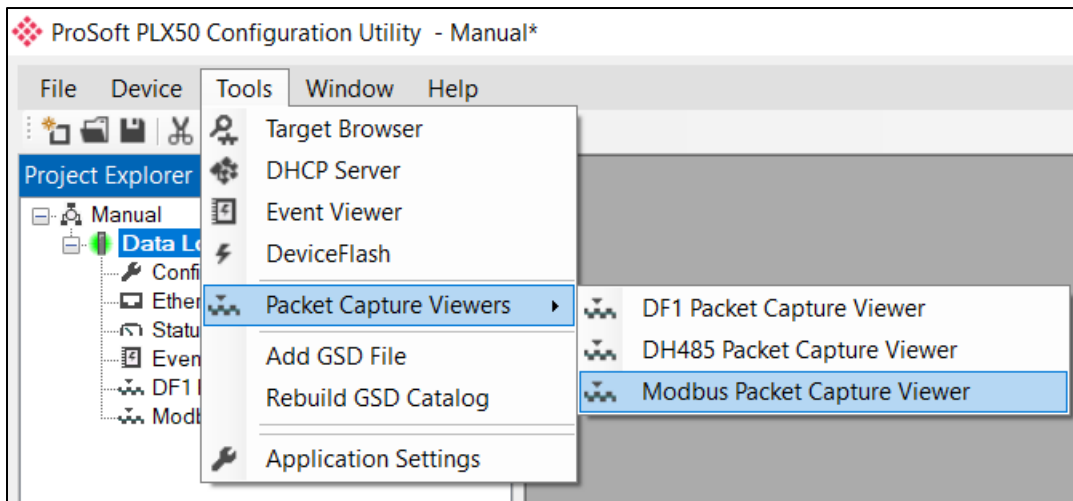 ProSoft PLX50 Configuration Utility - Manual*
File Device Tools Window Help
Project Explorer
Manual
Data Lo
Confi
Ether
Statu
Even
DF1
Modb
Target Browser
DHCP Server
Event Viewer
DeviceFlash
Packet Capture Viewers
Add GSD File
Rebuild GSD Catalog
Application Settings
DF1 Packet Capture Viewer
DH485 Packet Capture Viewer
Modbus Packet Capture Viewer